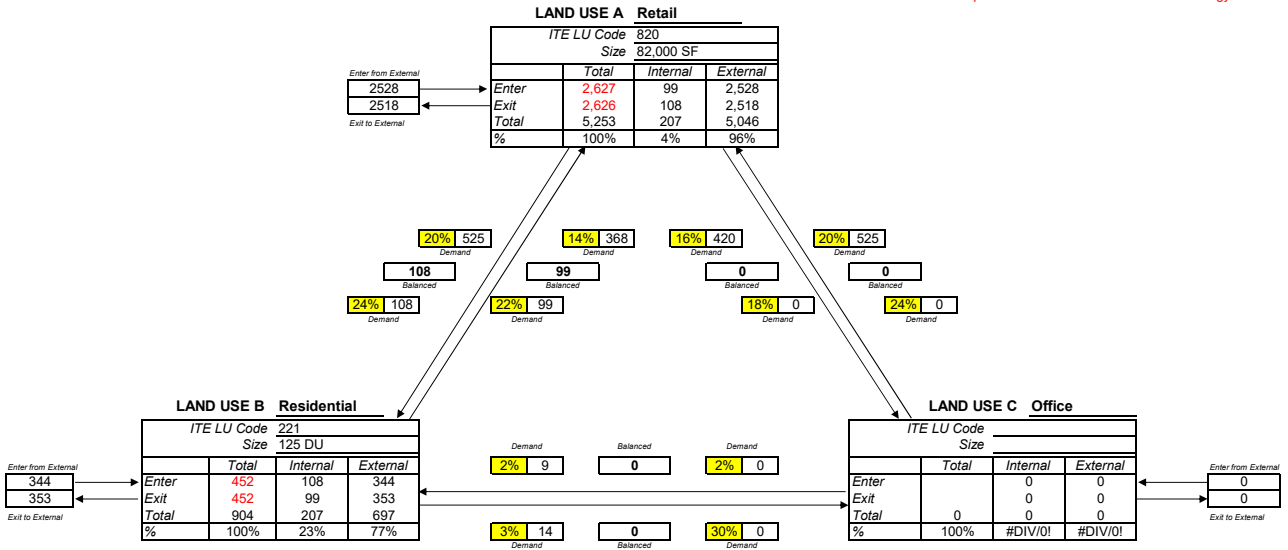 LAND USE A Retail
ITE LU Code 820
Size 82,000 SF
Total Internal External
Enter 2,627 99 2,528
Exit 2,626 108 2,518
Total 5,253 207 5,046
% 100% 4% 96%
Enter from External
2528
2518
Exit to External
20% 525 14% 368 16% 420 20% 525
Demand Demand Demand Demand
108 99 0 0
Balanced Balanced Balanced Balanced
24% 108 22% 99 18% 0 24% 0
Demand Demand Demand Demand
LAND USE B Residential
ITE LU Code 221
Size 125 DU
Total Internal External
Enter 452 108 344
Exit 452 99 353
Total 904 207 697
% 100% 23% 77%
Enter from External
344
353
Exit to External
Demand Balanced Demand
2% 9 0 2% 0
3% 14 0 30% 0
Demand Balanced Demand
LAND USE C Office
ITE LU Code
Size
Total Internal External
Enter 0 0
Exit 0 0
Total 0 0 0
% 100% #DIV/0! #DIV/0!
Enter from External
0
0
Exit to External